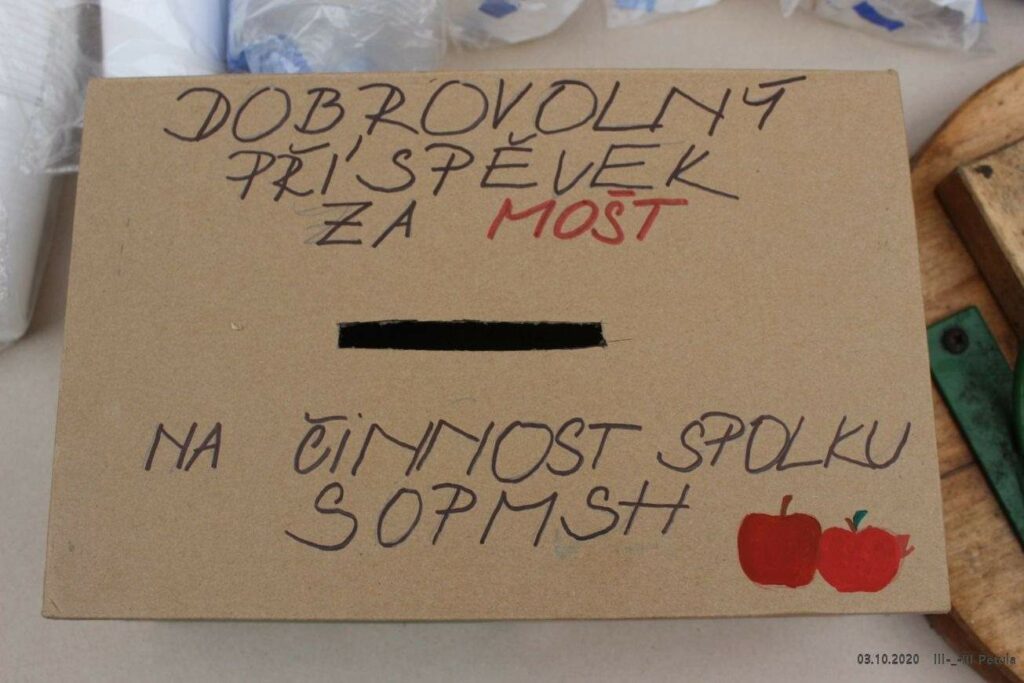 DOBROVOLNÝ
PŘÍSPĚVEK
ZA MOŠT
NA ČINNOST SPOLKU
SOPMSH
03.10.2020